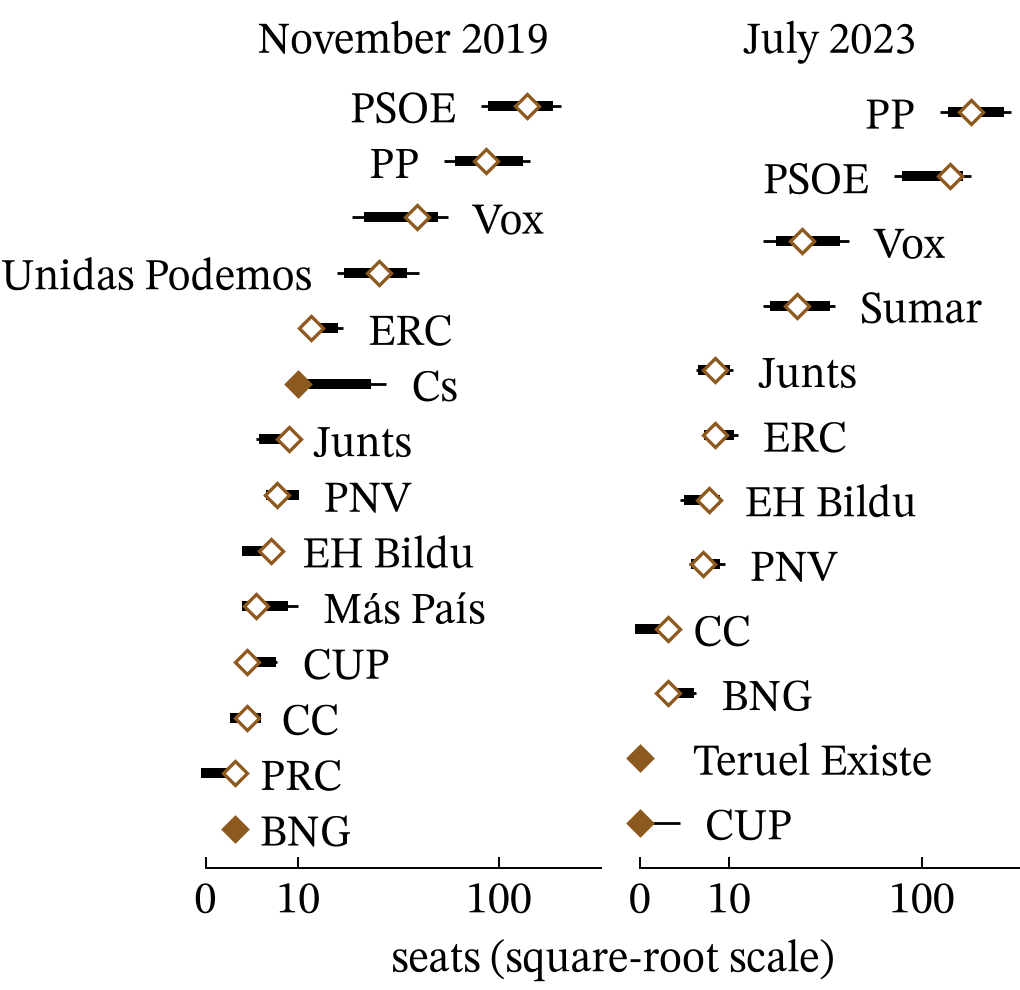 November 2019
PSOE
PP
Vox
Unidas Podemos
ERC
Cs
Junts
PNV
EH Bildu
Más País
CUP
CC
PRC
BNG
0 10 100
July 2023
PP
PSOE
Vox
Sumar
Junts
ERC
EH Bildu
PNV
CC
BNG
Teruel Existe
CUP
0 10 100
seats (square-root scale)